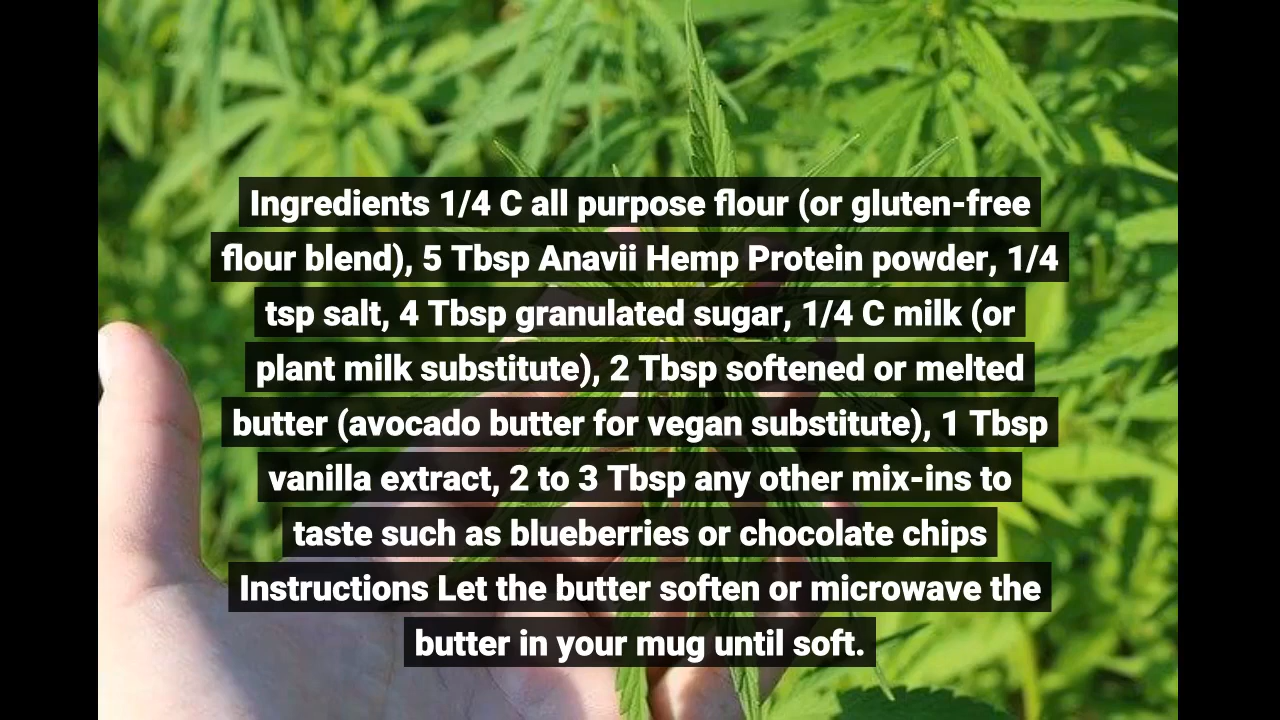 Ingredients 1/4 C all purpose flour (or gluten-free
flour blend), 5 Tbsp Anavii Hemp Protein powder, 1/4
tsp salt, 4 Tbsp granulated sugar, 1/4 C milk (or
plant milk substitute), 2 Tbsp softened or melted
butter (avocado butter for vegan substitute), 1 Tbsp
vanilla extract, 2 to 3 Tbsp any other mix-ins to
taste such as blueberries or chocolate chips
Instructions Let the butter soften or microwave the
butter in your mug until soft.